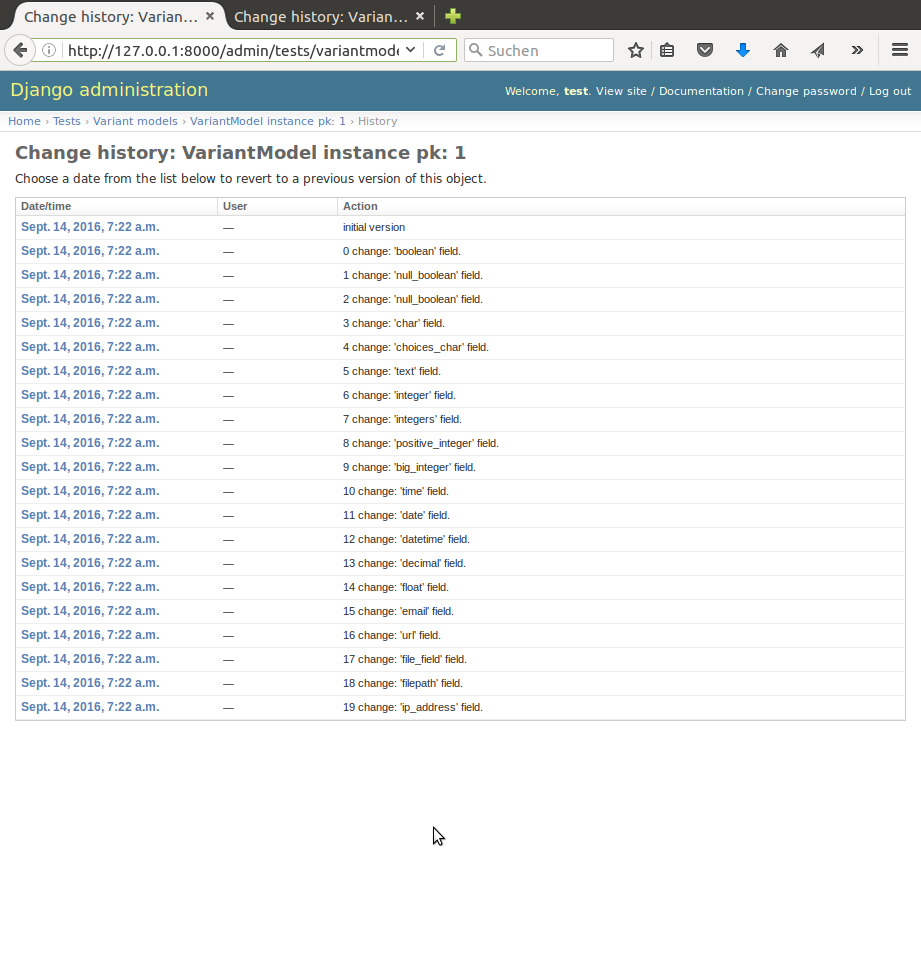 Change history: Varian... × Change history: Varian... ×
http://127.0.0.1:8000/admin/tests/variantmode Suchen
Django administration
Welcome, test. View site / Documentation / Change password / Log out
Home › Tests › Variant models › VariantModel instance pk: 1 › History
Change history: VariantModel instance pk: 1
Choose a date from the list below to revert to a previous version of this object.
Date/time User Action
Sept. 14, 2016, 7:22 a.m. — initial version
Sept. 14, 2016, 7:22 a.m. — 0 change: 'boolean' field.
Sept. 14, 2016, 7:22 a.m. — 1 change: 'null_boolean' field.
Sept. 14, 2016, 7:22 a.m. — 2 change: 'null_boolean' field.
Sept. 14, 2016, 7:22 a.m. — 3 change: 'char' field.
Sept. 14, 2016, 7:22 a.m. — 4 change: 'choices_char' field.
Sept. 14, 2016, 7:22 a.m. — 5 change: 'text' field.
Sept. 14, 2016, 7:22 a.m. — 6 change: 'integer' field.
Sept. 14, 2016, 7:22 a.m. — 7 change: 'integers' field.
Sept. 14, 2016, 7:22 a.m. — 8 change: 'positive_integer' field.
Sept. 14, 2016, 7:22 a.m. — 9 change: 'big_integer' field.
Sept. 14, 2016, 7:22 a.m. — 10 change: 'time' field.
Sept. 14, 2016, 7:22 a.m. — 11 change: 'date' field.
Sept. 14, 2016, 7:22 a.m. — 12 change: 'datetime' field.
Sept. 14, 2016, 7:22 a.m. — 13 change: 'decimal' field.
Sept. 14, 2016, 7:22 a.m. — 14 change: 'float' field.
Sept. 14, 2016, 7:22 a.m. — 15 change: 'email' field.
Sept. 14, 2016, 7:22 a.m. — 16 change: 'url' field.
Sept. 14, 2016, 7:22 a.m. — 17 change: 'file_field' field.
Sept. 14, 2016, 7:22 a.m. — 18 change: 'filepath' field.
Sept. 14, 2016, 7:22 a.m. — 19 change: 'ip_address' field.